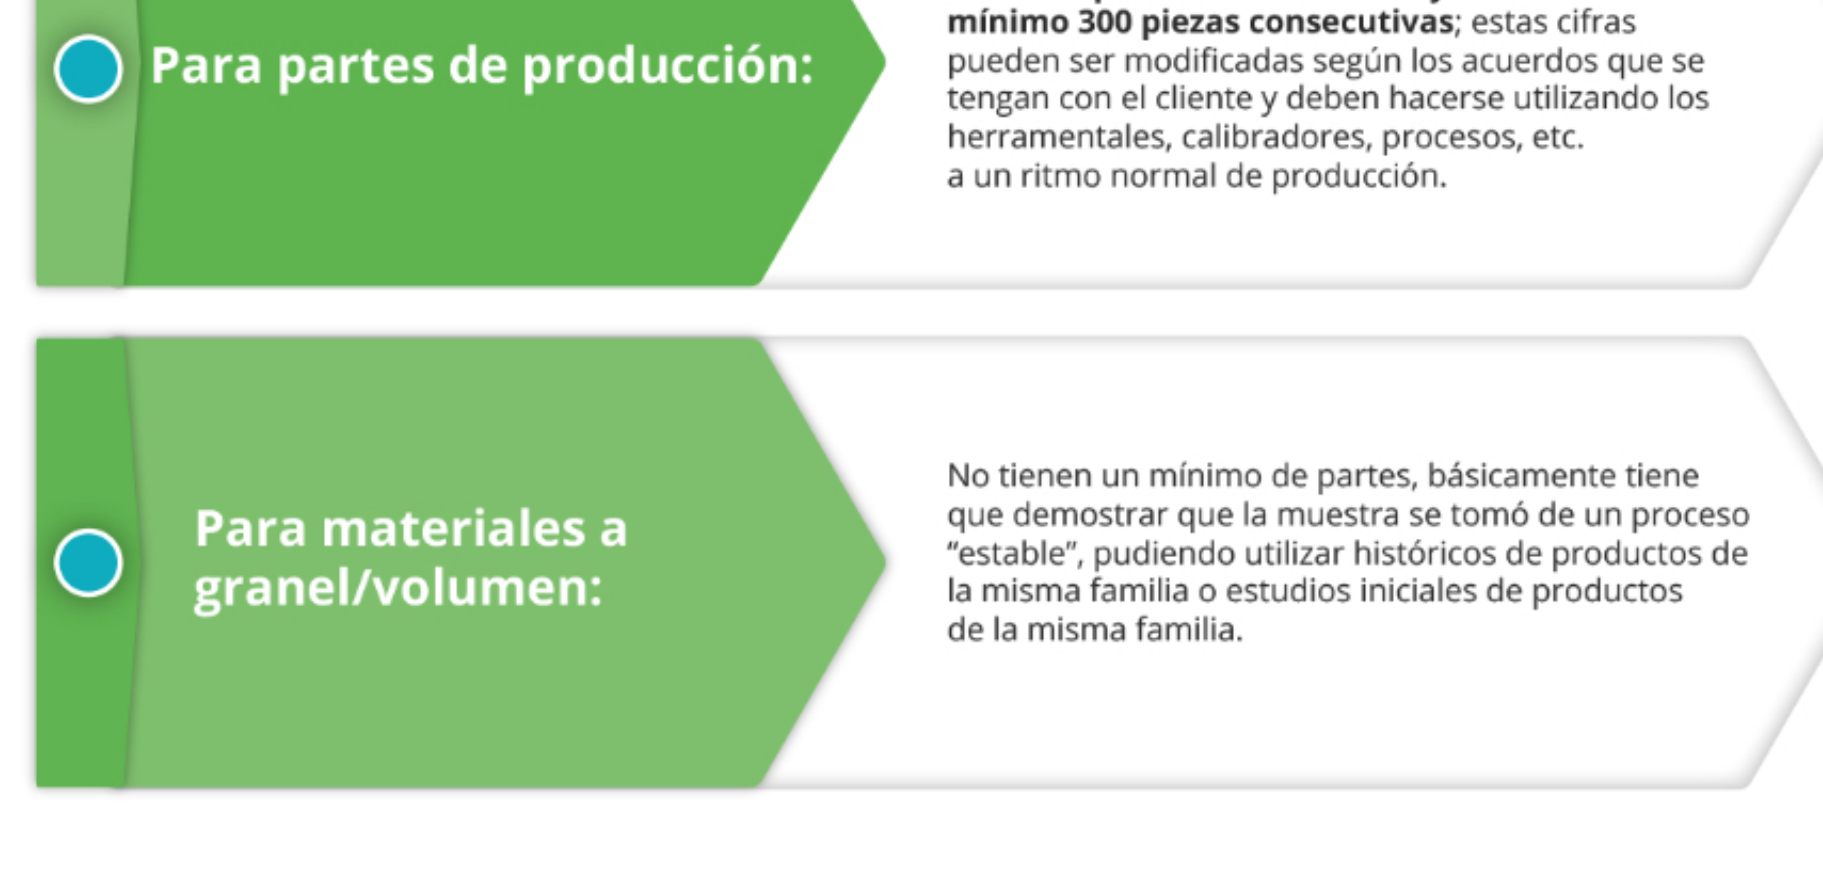 Para partes de producción:
mínimo 300 piezas consecutivas; estas cifras
pueden ser modificadas según los acuerdos que se
tengan con el cliente y deben hacerse utilizando los
herramentales, calibradores, procesos, etc.
a un ritmo normal de producción.
Para materiales a
granel/volumen:
No tienen un mínimo de partes, básicamente tiene
que demostrar que la muestra se tomó de un proceso
“estable”, pudiendo utilizar históricos de productos de
la misma familia o estudios iniciales de productos
de la misma familia.